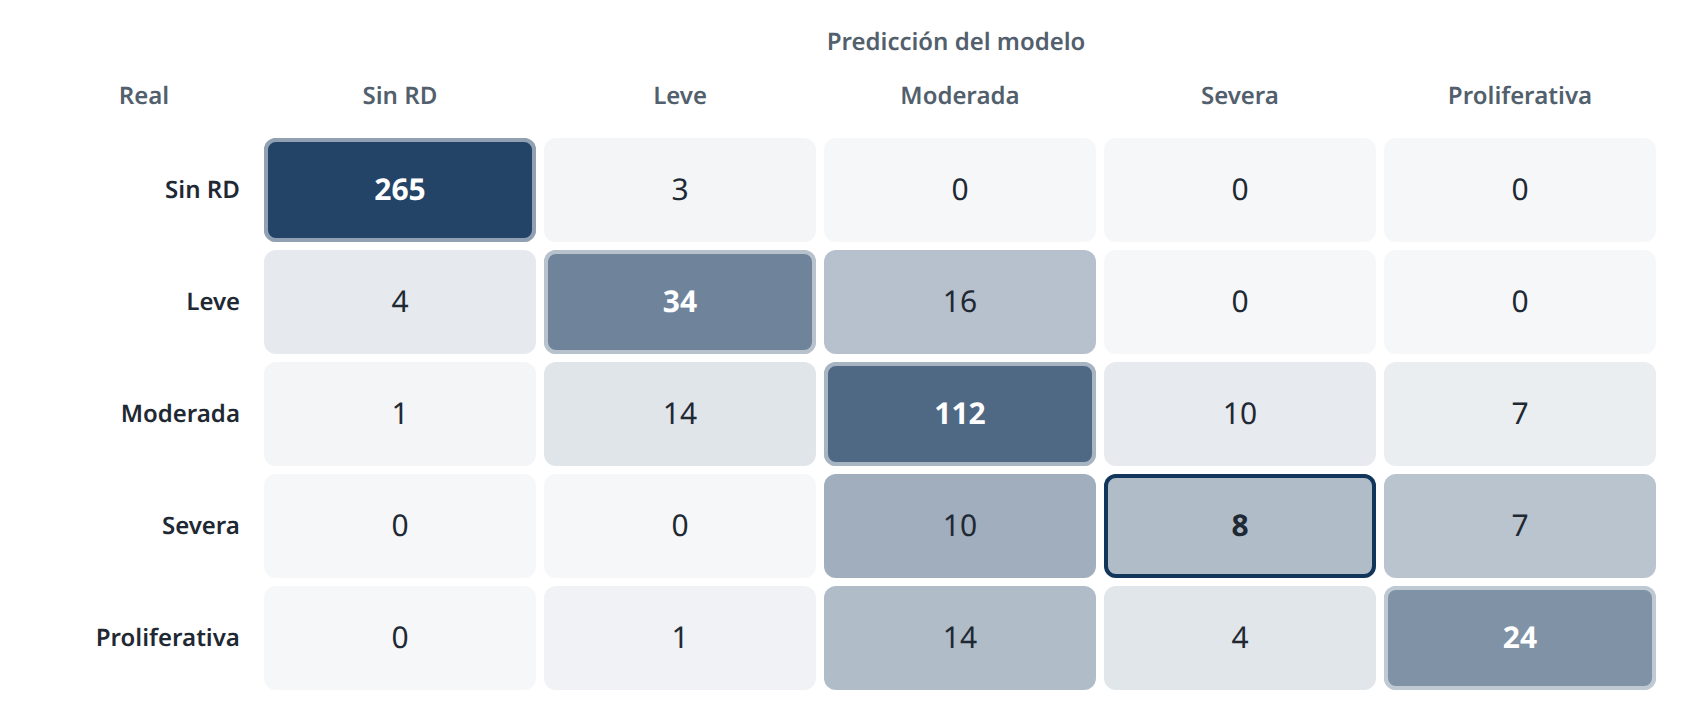 Predicción del modelo
Real Sin RD Leve Moderada Severa Proliferativa
Sin RD 265 3 0 0 0
Leve 4 34 16 0 0
Moderada 1 14 112 10 7
Severa 0 0 10 8 7
Proliferativa 0 1 14 4 24